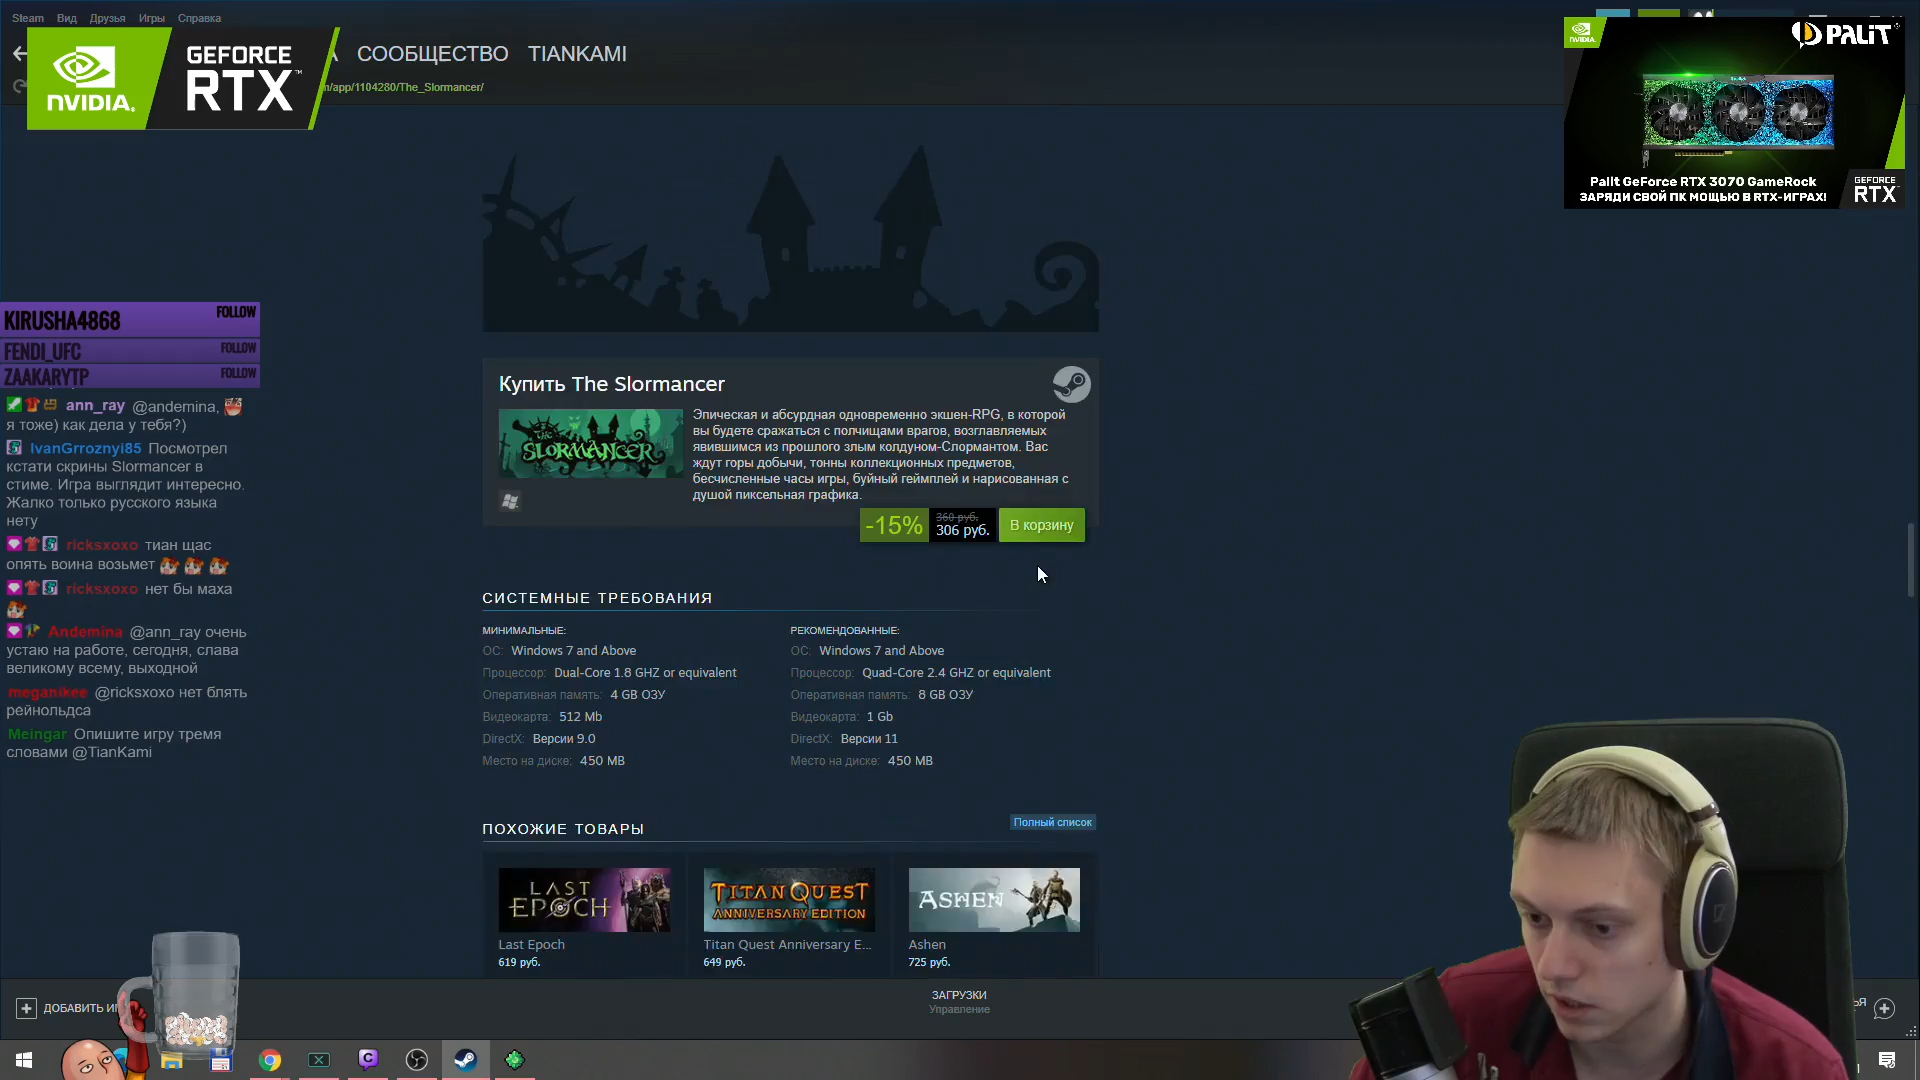 Steam Вид Друзья Игры Справка
СООБЩЕСТВО TIANKAMI
/app/1104280/The_Slormancer/
NVIDIA.
GEFORCE
RTX™
NVIDIA.
PALIT
Palit GeForce RTX 3070 GameRock
ЗАРЯДИ СВОЙ ПК МОЩЬЮ В RTX-ИГРАХ!
GEFORCE
RTX
KIRUSHA4868 FOLLOW
FENDI_UFC FOLLOW
ZAAKARYTP FOLLOW
ann_ray @andemina,
я тоже) как дела у тебя?)
IvanGrroznyi85 Посмотрел
кстати скрины Slormancer в
стиме. Игра выглядит интересно.
Жалко только русского языка
нету
ricksxoxo тиан щас
опять воина возьмет
ricksxoxo нет бы маха
Andemina @ann_ray очень
устаю на работе, сегодня, слава
великому всему, выходной
meganikee @ricksxoxo нет блять
рейнольдса
Meingar Опишите игру тремя
словами @TianKami
Купить The Slormancer
THE
SLORMANCER
Эпическая и абсурдная одновременно экшен-RPG, в которой
вы будете сражаться с полчищами врагов, возглавляемых
явившимся из прошлого злым колдуном-Слормантом. Вас
ждут горы добычи, тонны коллекционных предметов,
бесчисленные часы игры, буйный геймплей и нарисованная с
душой пиксельная графика.
-15% 360 руб.
306 руб. В корзину
СИСТЕМНЫЕ ТРЕБОВАНИЯ
МИНИМАЛЬНЫЕ:
ОС: Windows 7 and Above
Процессор: Dual-Core 1.8 GHZ or equivalent
Оперативная память: 4 GB ОЗУ
Видеокарта: 512 Mb
DirectX: Версии 9.0
Место на диске: 450 MB
РЕКОМЕНДОВАННЫЕ:
ОС: Windows 7 and Above
Процессор: Quad-Core 2.4 GHZ or equivalent
Оперативная память: 8 GB ОЗУ
Видеокарта: 1 Gb
DirectX: Версии 11
Место на диске: 450 MB
ПОХОЖИЕ ТОВАРЫ
Полный список
LAST
EPOCH
Last Epoch
619 руб.
TITAN QUEST
ANNIVERSARY EDITION
Titan Quest Anniversary E...
649 руб.
ASHEN
Ashen
725 руб.
ДОБАВИТЬ
ЗАГРУЗКИ
Управление